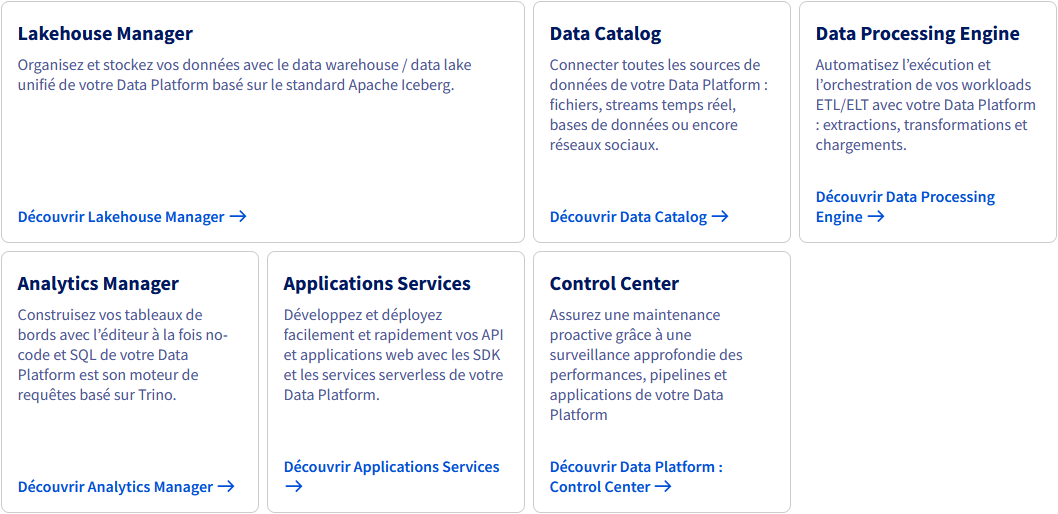 Lakehouse Manager
Organisez et stockez vos données avec le data warehouse / data lake
unifié de votre Data Platform basé sur le standard Apache Iceberg.
Découvrir Lakehouse Manager →
Data Catalog
Connecter toutes les sources de
données de votre Data Platform :
fichiers, streams temps réel,
bases de données ou encore
réseaux sociaux.
Découvrir Data Catalog →
Data Processing Engine
Automatisez l’exécution et
l’orchestration de vos workloads
ETL/ELT avec votre Data Platform
: extractions, transformations et
chargements.
Découvrir Data Processing
Engine →
Analytics Manager
Construisez vos tableaux de
bords avec l’éditeur à la fois no-
code et SQL de votre Data
Platform est son moteur de
requêtes basé sur Trino.
Découvrir Analytics Manager →
Applications Services
Développez et déployez
facilement et rapidement vos API
et applications web avec les SDK
et les services serverless de votre
Data Platform.
Découvrir Applications Services
→
Control Center
Assurez une maintenance
proactive grâce à une
surveillance approfondie des
performances, pipelines et
applications de votre Data
Platform
Découvrir Data Platform :
Control Center →